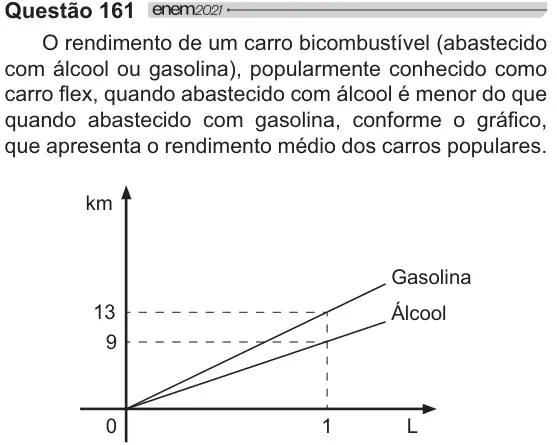 Questão 161 enem2021
O rendimento de um carro bicombustível (abastecido
com álcool ou gasolina), popularmente conhecido como
carro flex, quando abastecido com álcool é menor do que
quando abastecido com gasolina, conforme o gráfico,
que apresenta o rendimento médio dos carros populares.
km
Gasolina
13
Álcool
9
0 1 L